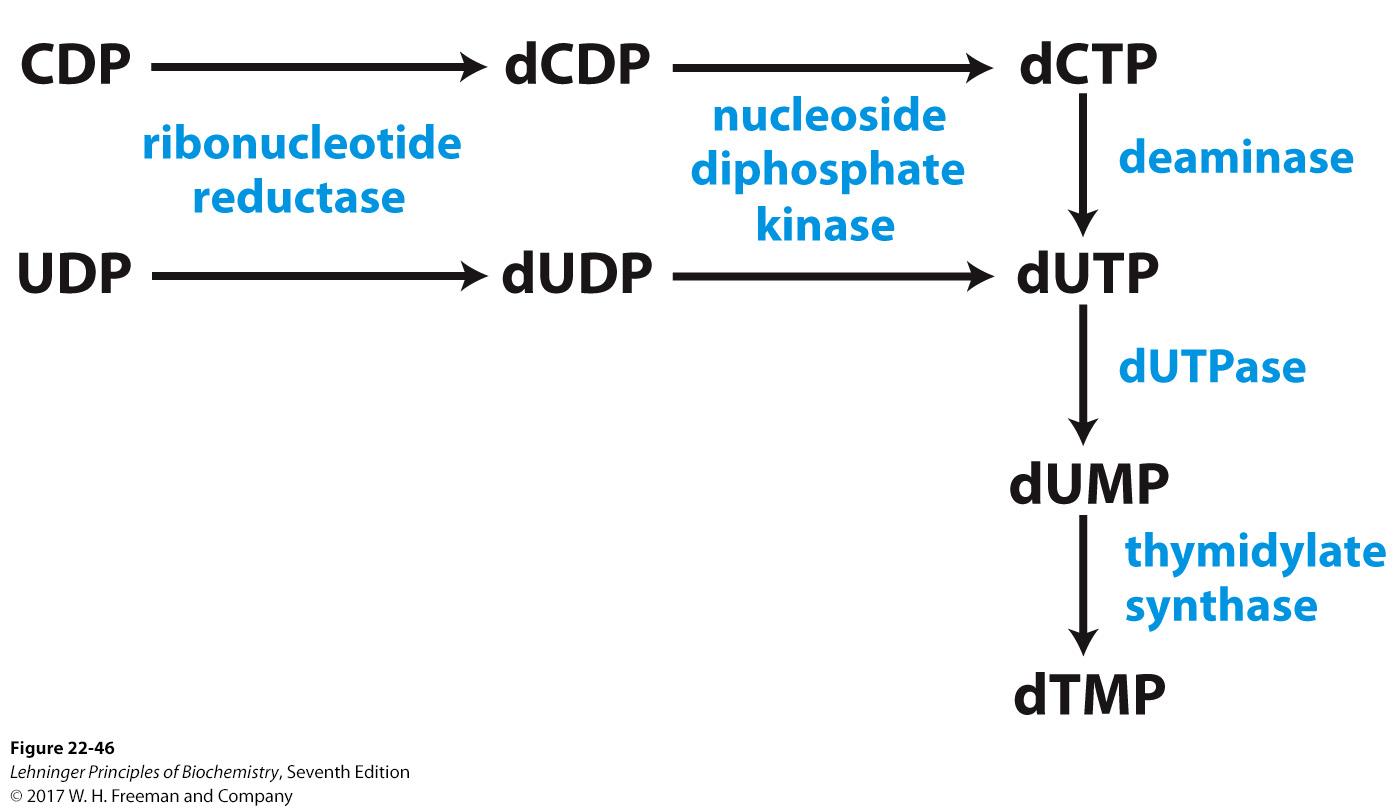 CDP dCDP dCTP
ribonucleotide
reductase
nucleoside
diphosphate
kinase
deaminase
UDP dUDP dUTP
dUTPase
dUMP
thymidylate
synthase
dTMP
Figure 22-46
Lehninger Principles of Biochemistry, Seventh Edition
© 2017 W. H. Freeman and Company